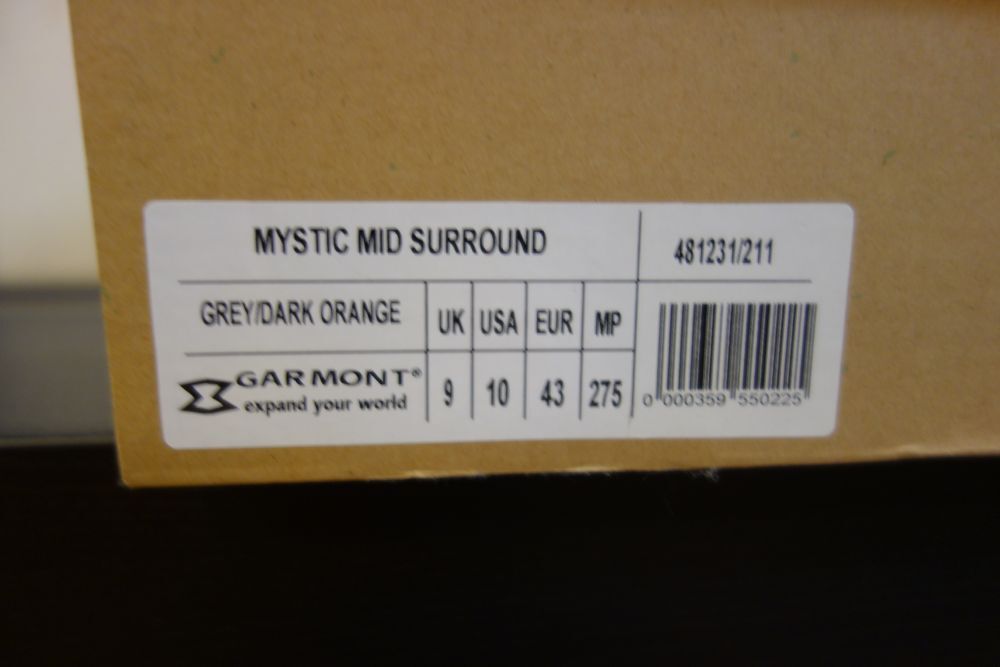 MYSTIC MID SURROUND
481231/211
GREY/DARK ORANGE
UK USA EUR MP
GARMONT®
expand your world
9 10 43 275
0 000359 550225